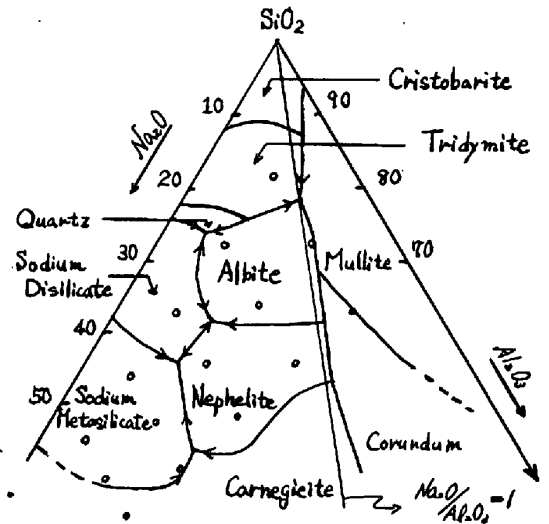 SiO₂
Cristobarite
10
90
Na₂O
Tridymite
20
80
Quartz
30
Albite
Mullite
70
Sodium
Disilicate
40
Al₂O₃
50
Sodium
Metasilicate
Nephelite
Corundum
Carnegieite
Na₂O/Al₂O₃=1